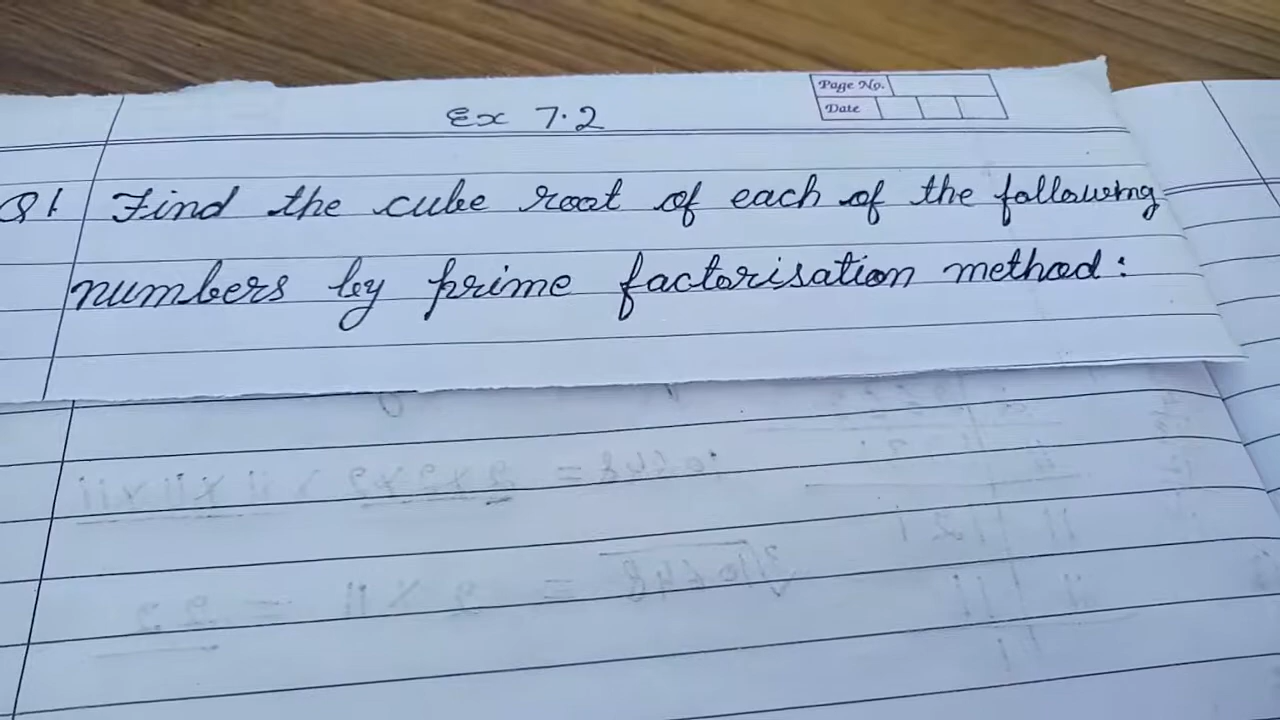 Ex 7.2
Page No.
Date
Q1. Find the cube root of each of the following
numbers by prime factorisation method: